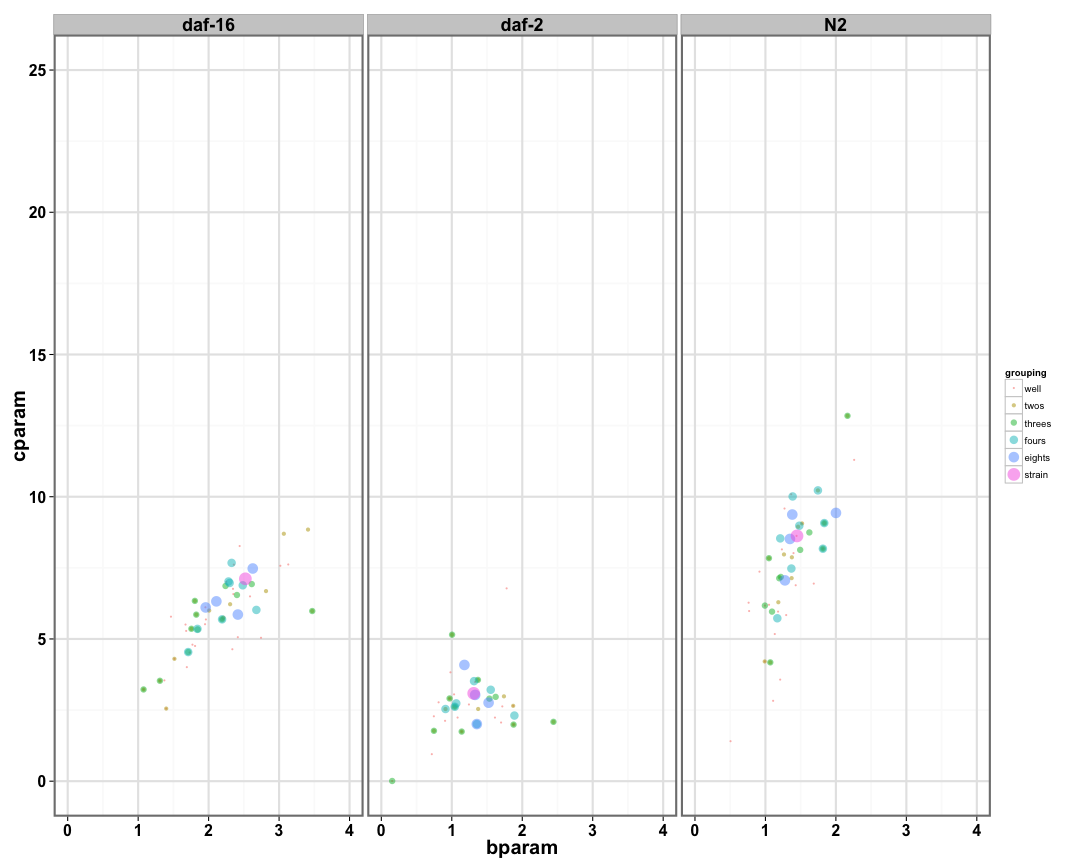 daf-16 daf-2 N2
25
20
15
10
5
0
cparam
0 1 2 3 4 0 1 2 3 4 0 1 2 3 4
bparam
grouping
well
twos
threes
fours
eights
strain